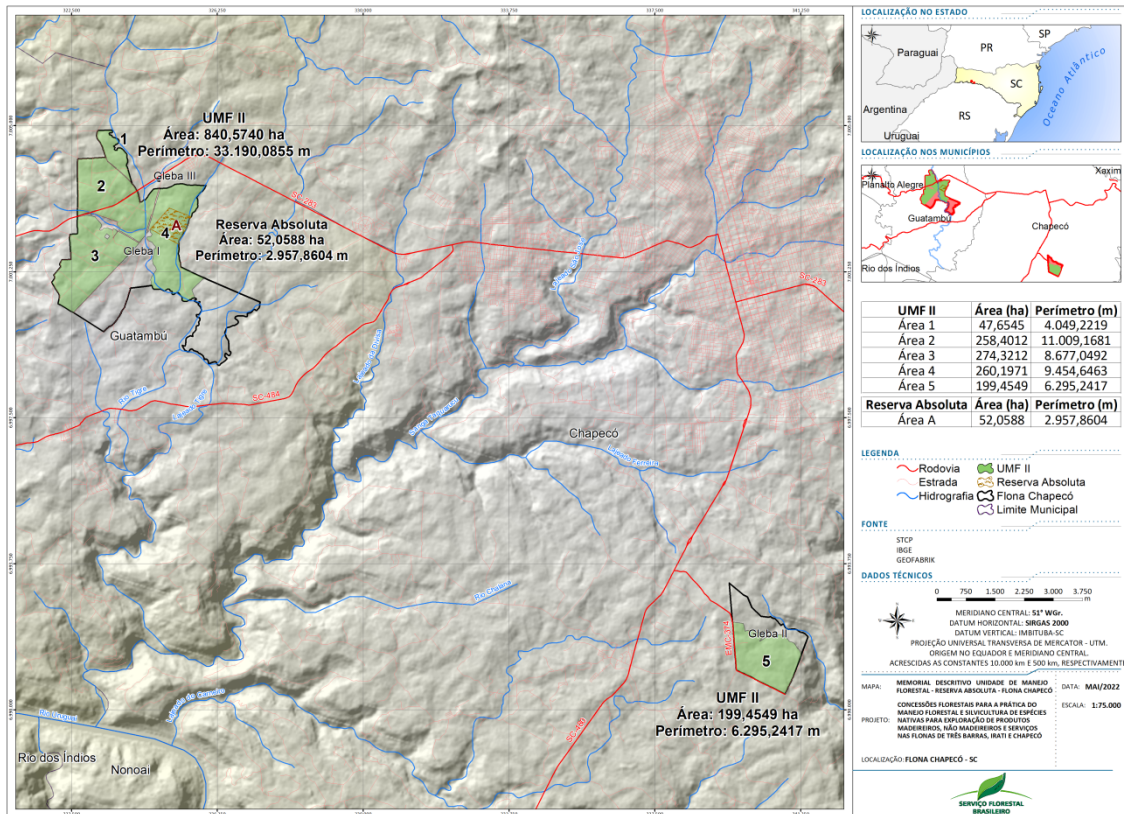 UMF II
Área: 840,5740 ha
Perímetro: 33.190,0855 m
1
Gleba III
2
SC-283
A
4
Reserva Absoluta
Área: 52,0588 ha
Perímetro: 2.957,8604 m
Gleba I
3
SC-283
Guatambú
Rio Tigre
SC-484
Chapecó
Rio Uruguai
Rio dos Índios
Nonoai
Gleba II
5
SC-480
UMF II
Área: 199,4549 ha
Perímetro: 6.295,2417 m
LOCALIZAÇÃO NO ESTADO
Paraguai
PR
SP
SC
Argentina
RS
Uruguai
Oceano Atlântico
LOCALIZAÇÃO NOS MUNICÍPIOS
Planalto Alegre
Xaxim
Guatambú
Chapecó
Rio dos Índios
UMF II Área (ha) Perímetro (m)
Área 1 47,6545 4.049,2219
Área 2 258,4012 11.009,1681
Área 3 274,3212 8.677,0492
Área 4 260,1971 9.454,6463
Área 5 199,4549 6.295,2417
Reserva Absoluta Área (ha) Perímetro (m)
Área A 52,0588 2.957,8604
LEGENDA
Rodovia UMF II
Estrada Reserva Absoluta
Hidrografia Flona Chapecó
Limite Municipal
FONTE
STCP
IBGE
GEOFABRIK
DADOS TÉCNICOS
0 750 1.500 2.250 3.000 3.750
m
MERIDIANO CENTRAL: 51° WGr.
DATUM HORIZONTAL: SIRGAS 2000
DATUM VERTICAL: IMBITUBA-SC
PROJEÇÃO UNIVERSAL TRANSVERSA DE MERCATOR - UTM.
ORIGEM NO EQUADOR E MERIDIANO CENTRAL.
ACRESCIDAS AS CONSTANTES 10.000 km E 500 km, RESPECTIVAMENT
MAPA: MEMORIAL DESCRITIVO UNIDADE DE MANEJO FLORESTAL - RESERVA ABSOLUTA - FLONA CHAPECÓ
DATA: MAI/2022
PROJETO: CONCESSÕES FLORESTAIS PARA A PRÁTICA DO
MANEJO FLORESTAL E SILVICULTURA DE ESPÉCIES
NATIVAS PARA EXPLORAÇÃO DE PRODUTOS
MADEIREIROS, NÃO MADEIREIROS E SERVIÇOS
NAS FLONAS DE TRÊS BARRAS, IRATI E CHAPECÓ
ESCALA: 1:75.000
LOCALIZAÇÃO: FLONA CHAPECÓ - SC
SERVIÇO FLORESTAL
BRASILEIRO